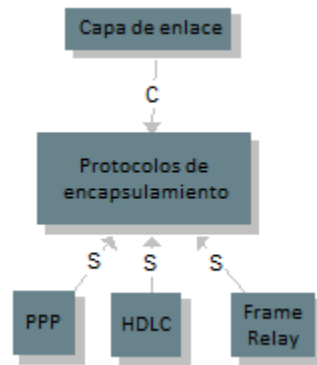 Capa de enlace
C
Protocolos de
encapsulamiento
S
S
S
PPP
HDLC
Frame
Relay